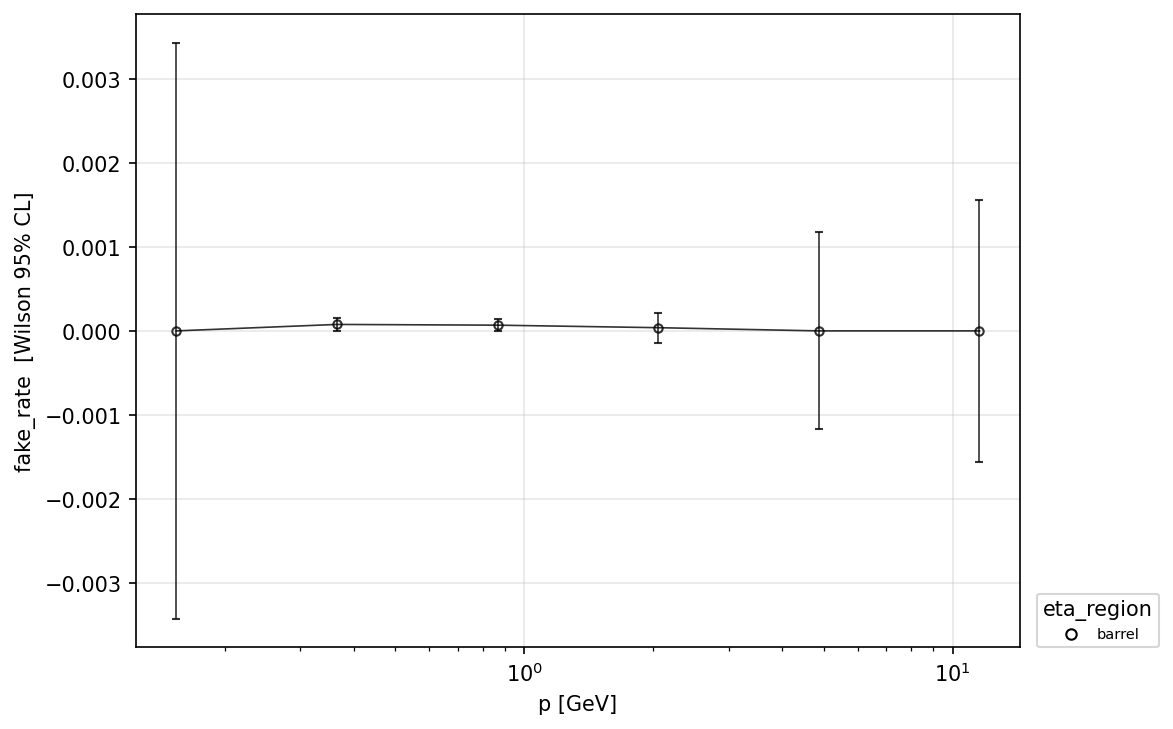 0.003
0.002
0.001
0.000
−0.001
−0.002
−0.003
fake_rate  [Wilson 95% CL]
10⁰
10¹
p [GeV]
eta_region
barrel